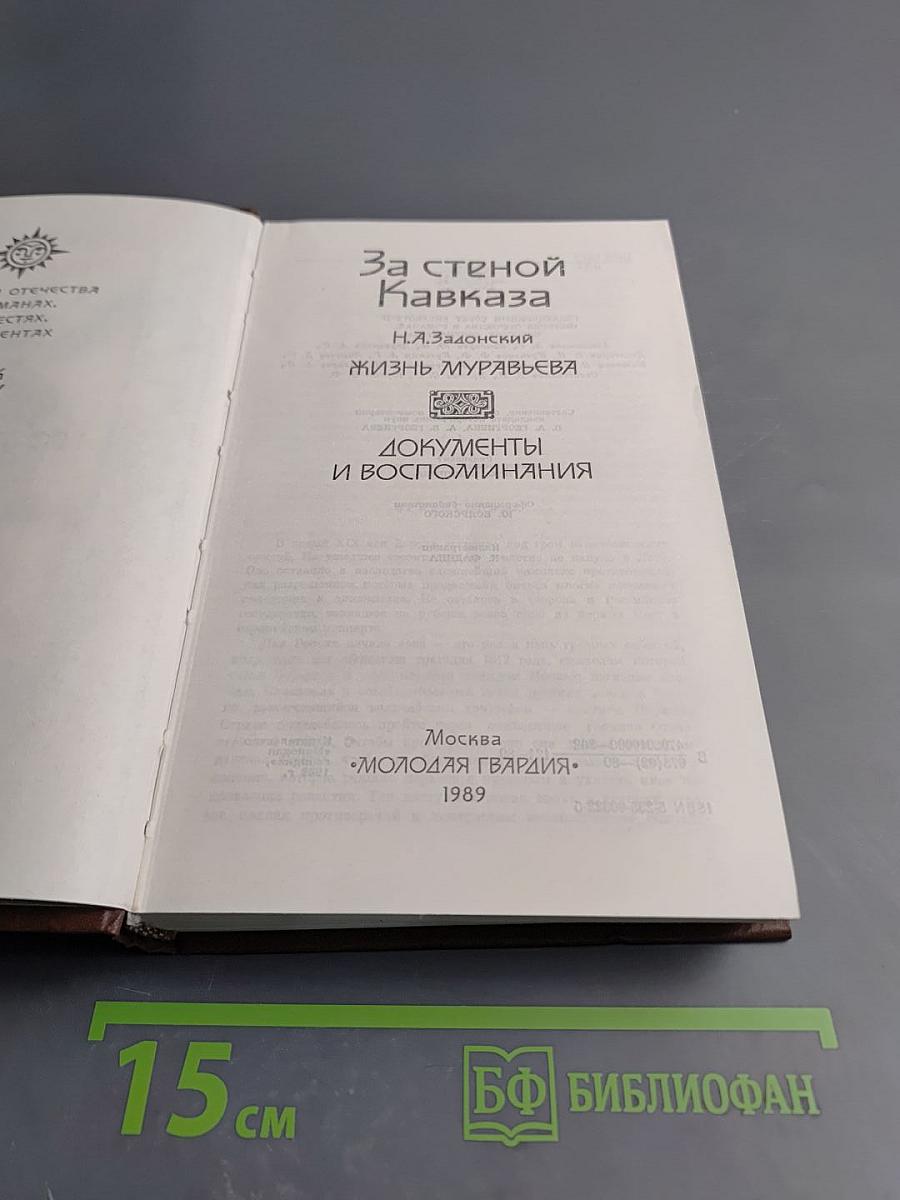 О ОТЕЧЕСТВА
МАНАХ,
ЕСТЯХ,
ЕНТАХ
За стеной
Кавказа
Н.А.Задонский
ЖИЗНЬ МУРАВЬЕВА
ДОКУМЕНТЫ
И ВОСПОМИНАНИЯ
Москва
«МОЛОДАЯ ГВАРДИЯ»
1989
15 см
БФ БИБЛИОФАН